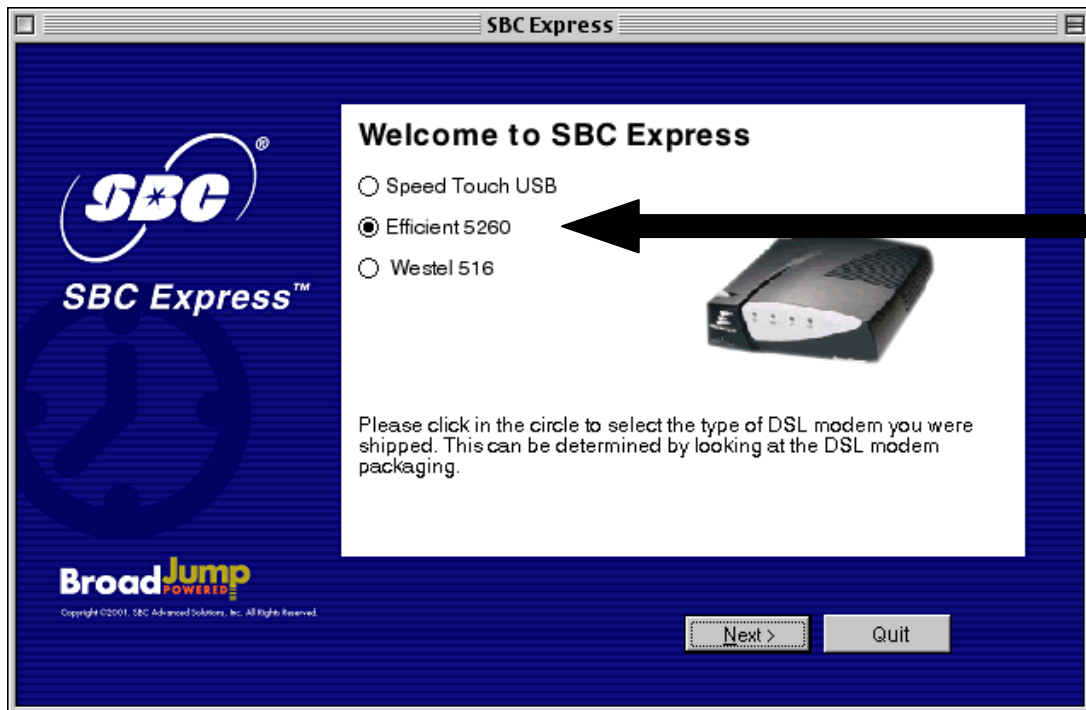 SBC Express
Welcome to SBC Express
Speed Touch USB
Efficient 5260
Westel 516
SBC®
SBC Express™
Please click in the circle to select the type of DSL modem you were
shipped. This can be determined by looking at the DSL modem
packaging.
BroadJump
POWERED
Copyright ©2001. SBC Advanced Solutions, Inc. All Rights Reserved.
Next >
Quit